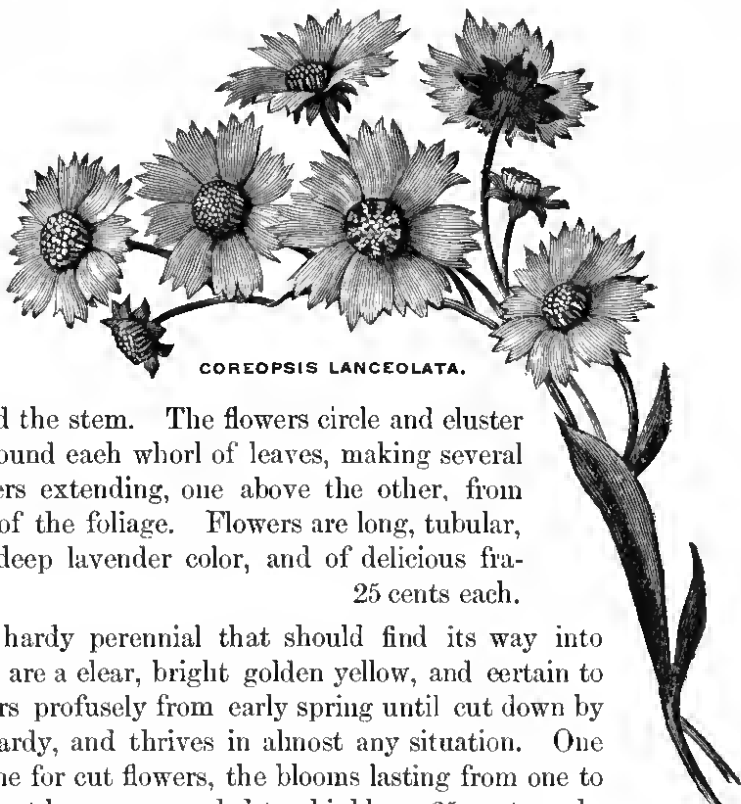 COREOPSIS LANCEOLATA.
d the stem. The flowers circle and eluster
ound eaeh whorl of leaves, making several
ers extending, one above the other, from
of the foliage. Flowers are long, tubular,
deep lavender color, and of delicious fra-
25 cents each.
hardy perennial that should find its way into
are a elear, bright golden yellow, and eertain to
rs profusely from early spring until cut down by
ardy, and thrives in almost any situation. One
ne for cut flowers, the blooms lasting from one to